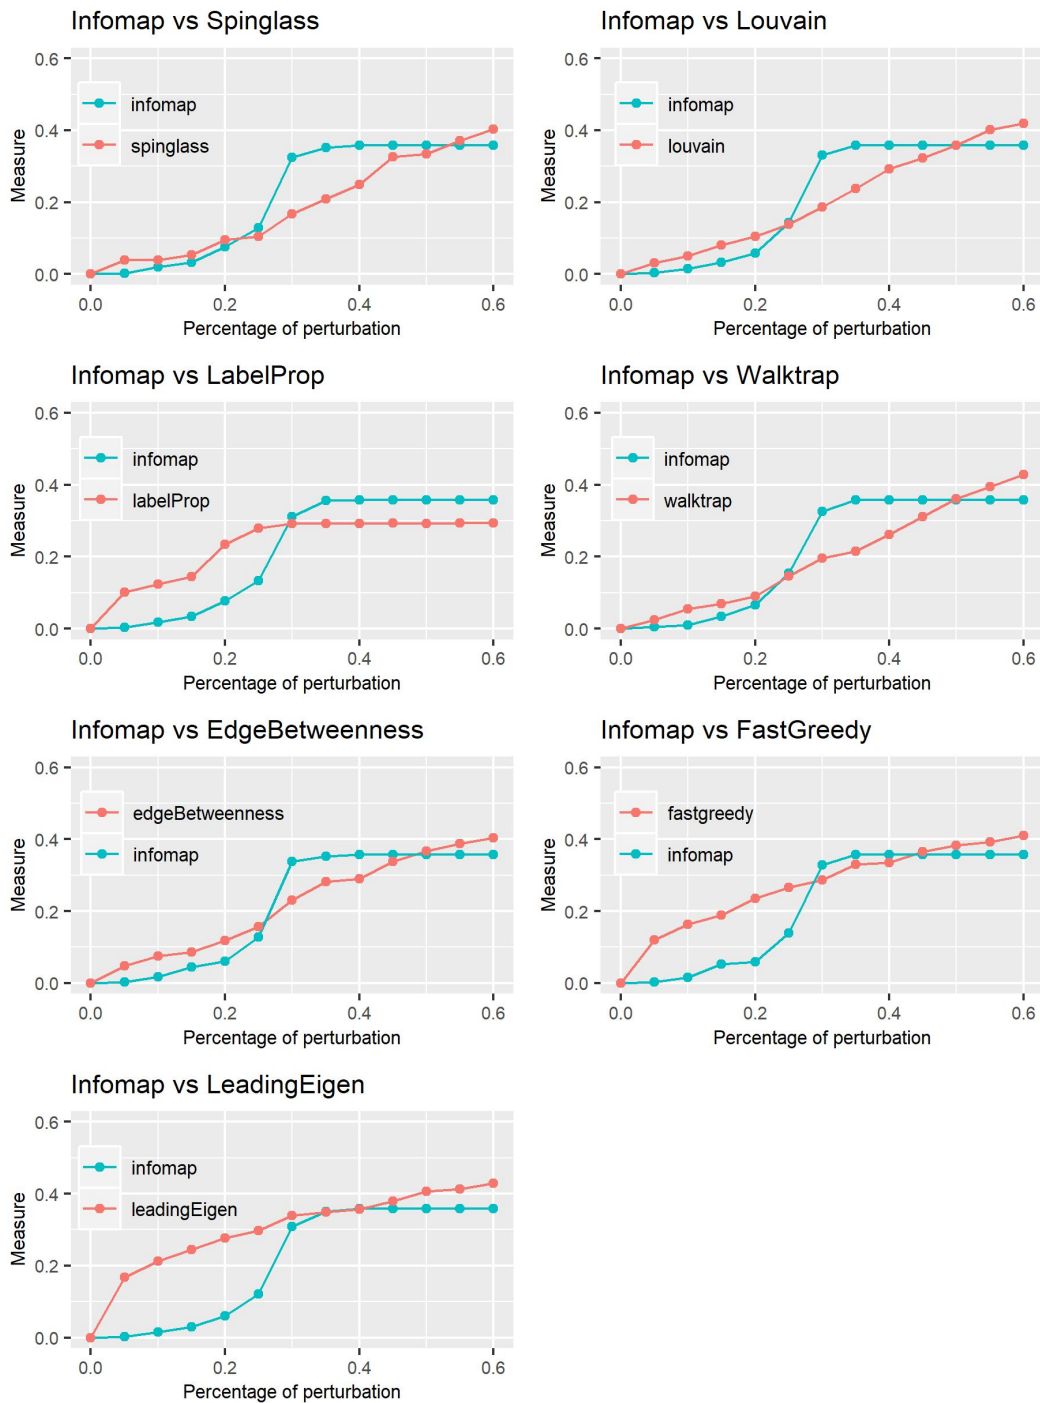 Infomap vs Spinglass
0.6
0.4
0.2
0.0
Measure
infomap
spinglass
0.0 0.2 0.4 0.6
Percentage of perturbation
Infomap vs Louvain
0.6
0.4
0.2
0.0
Measure
infomap
louvain
0.0 0.2 0.4 0.6
Percentage of perturbation
Infomap vs LabelProp
0.6
0.4
0.2
0.0
Measure
infomap
labelProp
0.0 0.2 0.4 0.6
Percentage of perturbation
Infomap vs Walktrap
0.6
0.4
0.2
0.0
Measure
infomap
walktrap
0.0 0.2 0.4 0.6
Percentage of perturbation
Infomap vs EdgeBetweenness
0.6
0.4
0.2
0.0
Measure
edgeBetweenness
infomap
0.0 0.2 0.4 0.6
Percentage of perturbation
Infomap vs FastGreedy
0.6
0.4
0.2
0.0
Measure
fastgreedy
infomap
0.0 0.2 0.4 0.6
Percentage of perturbation
Infomap vs LeadingEigen
0.6
0.4
0.2
0.0
Measure
infomap
leadingEigen
0.0 0.2 0.4 0.6
Percentage of perturbation